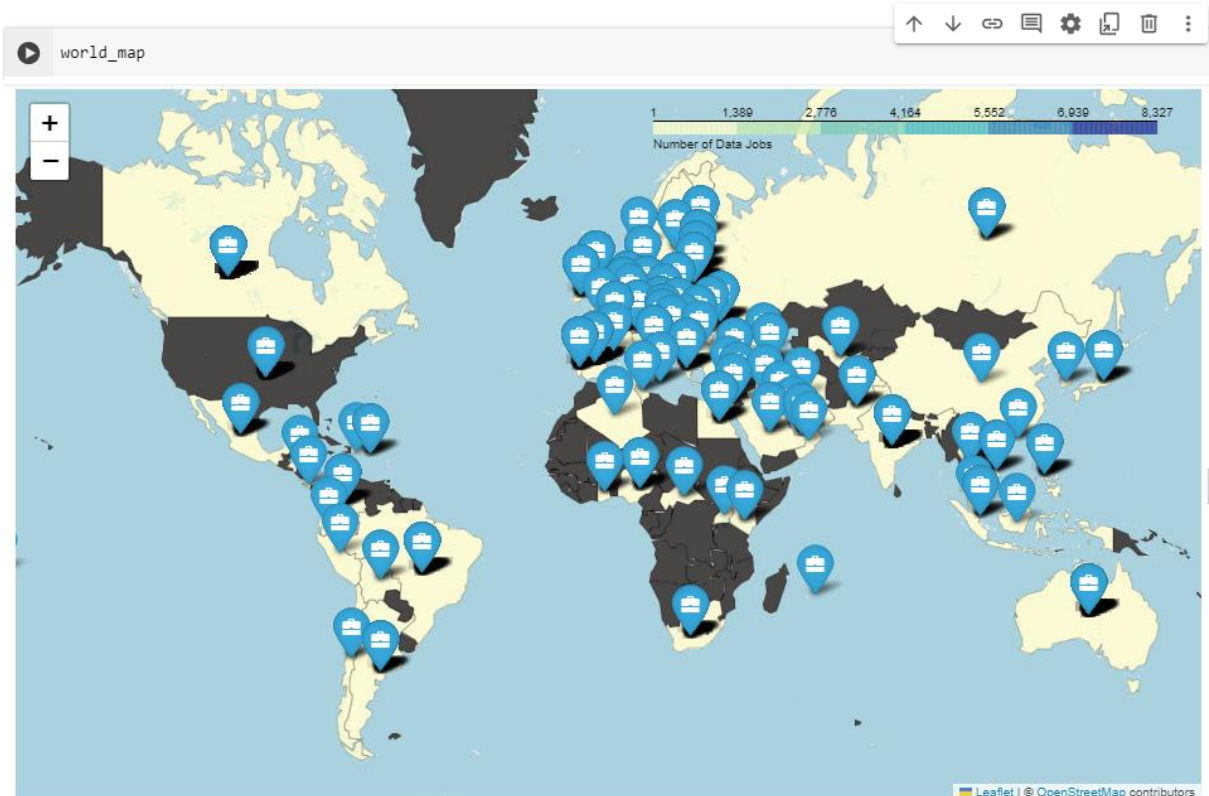 world_map
+
−
1 1,389 2,776 4,164 5,552 6,939 8,327
Number of Data Jobs
Leaflet | © OpenStreetMap contributors